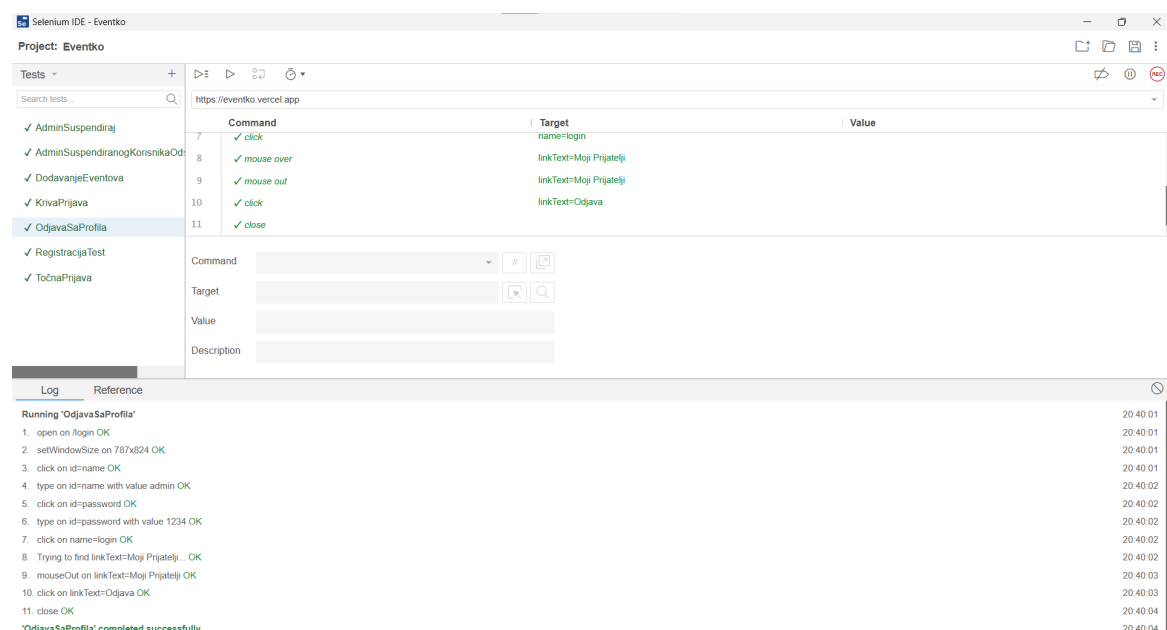 Selenium IDE - Eventko
Project: Eventko
Tests
Search tests...
✓ AdminSuspendiraj
✓ AdminSuspendiranogKorisnikaOd
✓ DodavanjeEventova
✓ KrivaPrijava
✓ OdjavaSaProfila
✓ RegistracijaTest
✓ TočnaPrijava
REC
https://eventko.vercel.app
Command Target Value
7 ✓ click name=login
8 ✓ mouse over linkText=Moji Prijatelji
9 ✓ mouse out linkText=Moji Prijatelji
10 ✓ click linkText=Odjava
11 ✓ close
Command //
Target
Value
Description
Log Reference
Running 'OdjavaSaProfila' 20:40:01
1. open on /login OK 20:40:01
2. setWindowSize on 787x824 OK 20:40:01
3. click on id=name OK 20:40:01
4. type on id=name with value admin OK 20:40:02
5. click on id=password OK 20:40:02
6. type on id=password with value 1234 OK 20:40:02
7. click on name=login OK 20:40:02
8. Trying to find linkText=Moji Prijatelji... OK 20:40:02
9. mouseOut on linkText=Moji Prijatelji OK 20:40:03
10. click on linkText=Odjava OK 20:40:03
11. close OK 20:40:04
'OdjavaSaProfila' completed successfully 20:40:04